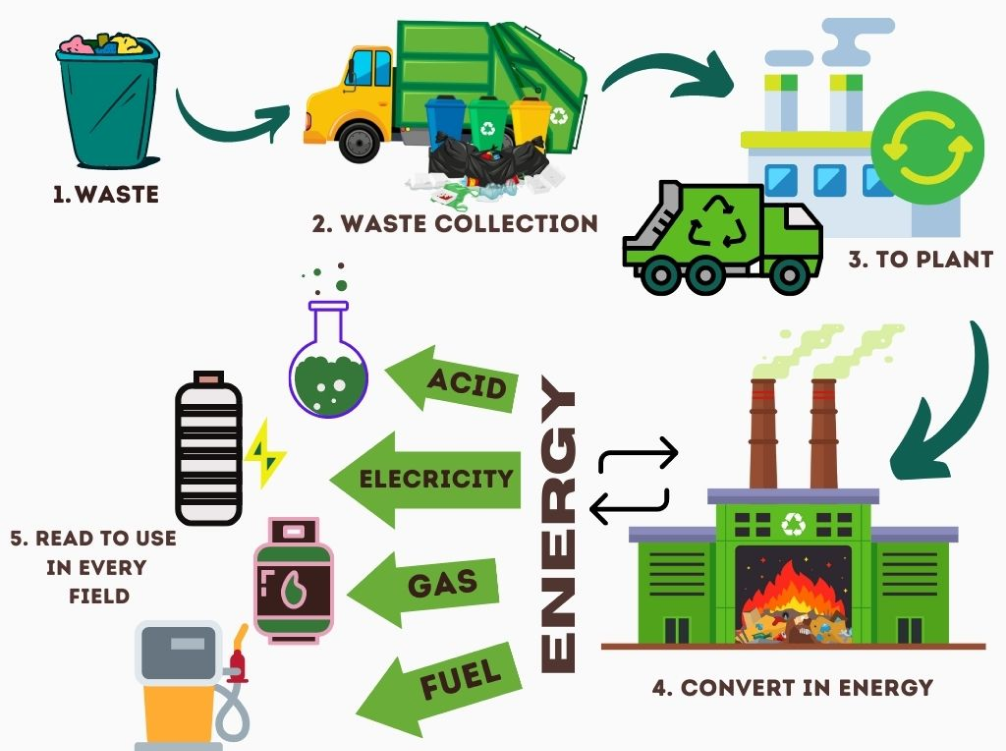 1. WASTE
2. WASTE COLLECTION
3. TO PLANT
ACID
ELECRICITY
GAS
FUEL
ENERGY
5. READ TO USE
IN EVERY
FIELD
4. CONVERT IN ENERGY